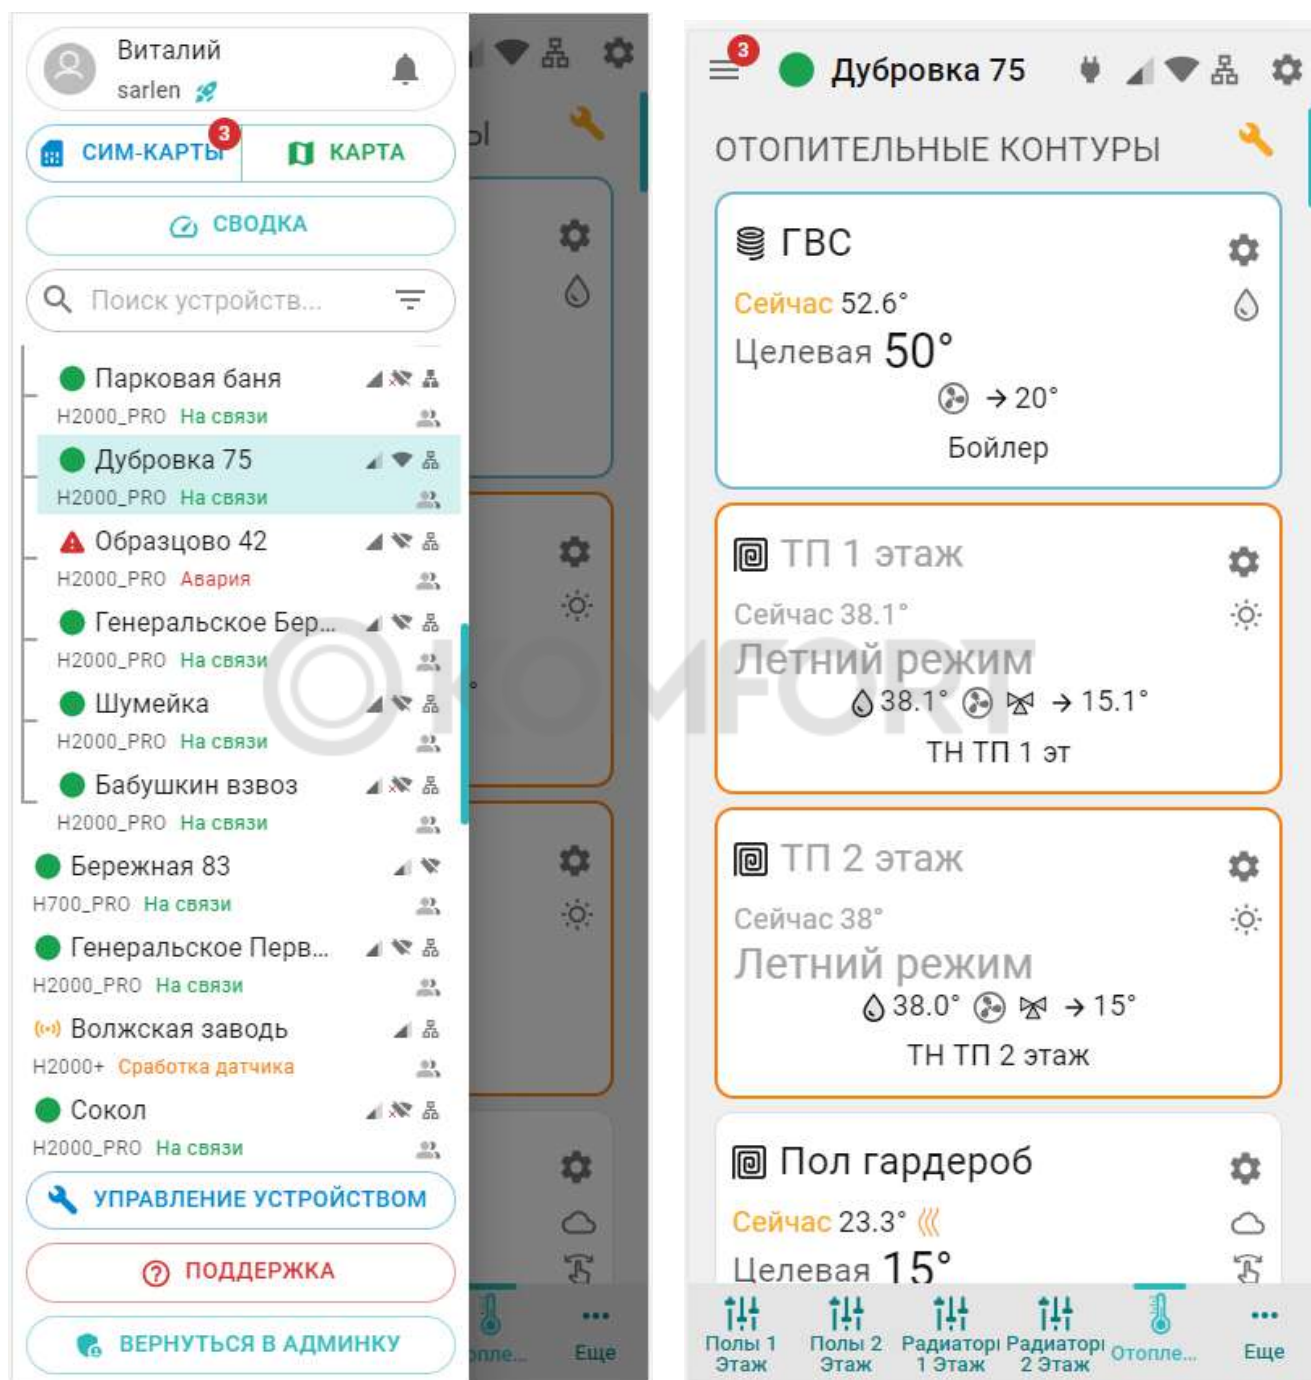 Виталий
sarlen
3
СИМ-КАРТЫ
КАРТА
СВОДКА
Поиск устройств...
Парковая баня
H2000_PRO На связи
Дубровка 75
H2000_PRO На связи
Образцово 42
H2000_PRO Авария
Генеральское Бер...
H2000_PRO На связи
Шумейка
H2000_PRO На связи
Бабушкин взвоз
H2000_PRO На связи
Бережная 83
H700_PRO На связи
Генеральское Перв...
H2000_PRO На связи
Волжская заводь
H2000+ Сработка датчика
Сокол
H2000_PRO На связи
УПРАВЛЕНИЕ УСТРОЙСТВОМ
ПОДДЕРЖКА
ВЕРНУТЬСЯ В АДМИНКУ
Ы
опле...
Еще
3
Дубровка 75
ОТОПИТЕЛЬНЫЕ КОНТУРЫ
ГВС
Сейчас 52.6°
Целевая 50°
→ 20°
Бойлер
ТП 1 этаж
Сейчас 38.1°
Летний режим
38.1° → 15.1°
ТН ТП 1 эт
ТП 2 этаж
Сейчас 38°
Летний режим
38.0° → 15°
ТН ТП 2 этаж
Пол гардероб
Сейчас 23.3°
Целевая 15°
Полы 1 Этаж
Полы 2 Этаж
Радиаторы 1 Этаж
Радиаторы 2 Этаж
Отопле...
Еще
KOMFORT